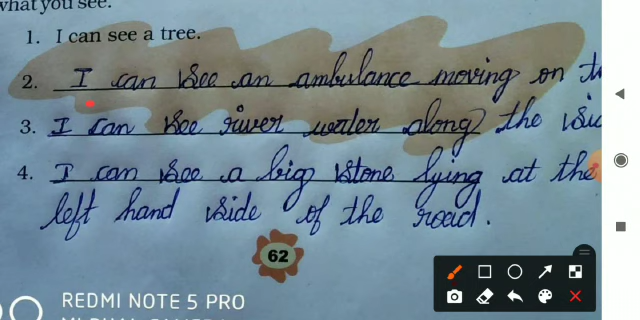 what you see.
1. I can see a tree.
2. I can see an ambulance moving on
3. I can see river water along the
4. I can see a big stone lying at the
left hand side of the road.
62
REDMI NOTE 5 PRO